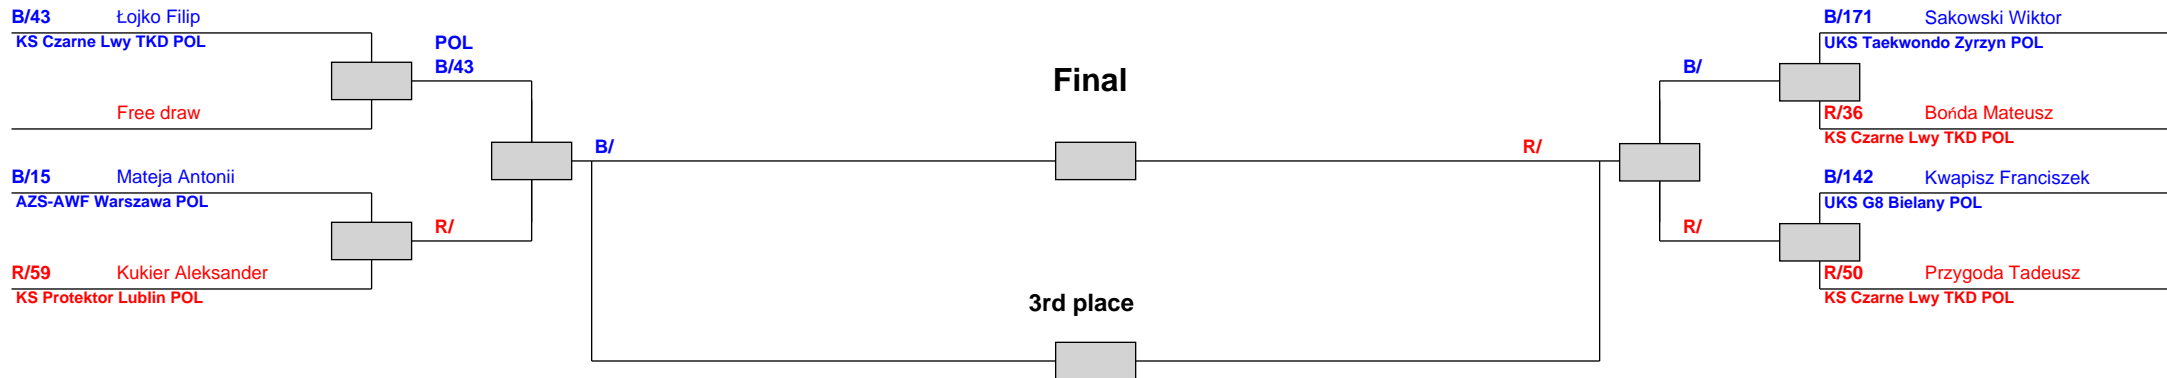 B/43 Łojko Filip
KS Czarne Lwy TKD POL
Free draw
B/15 Mateja Antonii
AZS-AWF Warszawa POL
R/59 Kukier Aleksander
KS Protektor Lublin POL
POL
B/43
R/
B/
Final
3rd place
R/
B/
R/
B/171 Sakowski Wiktor
UKS Taekwondo Zyrzyn POL
R/36 Bońda Mateusz
KS Czarne Lwy TKD POL
B/142 Kwapisz Franciszek
UKS G8 Bielany POL
R/50 Przygoda Tadeusz
KS Czarne Lwy TKD POL